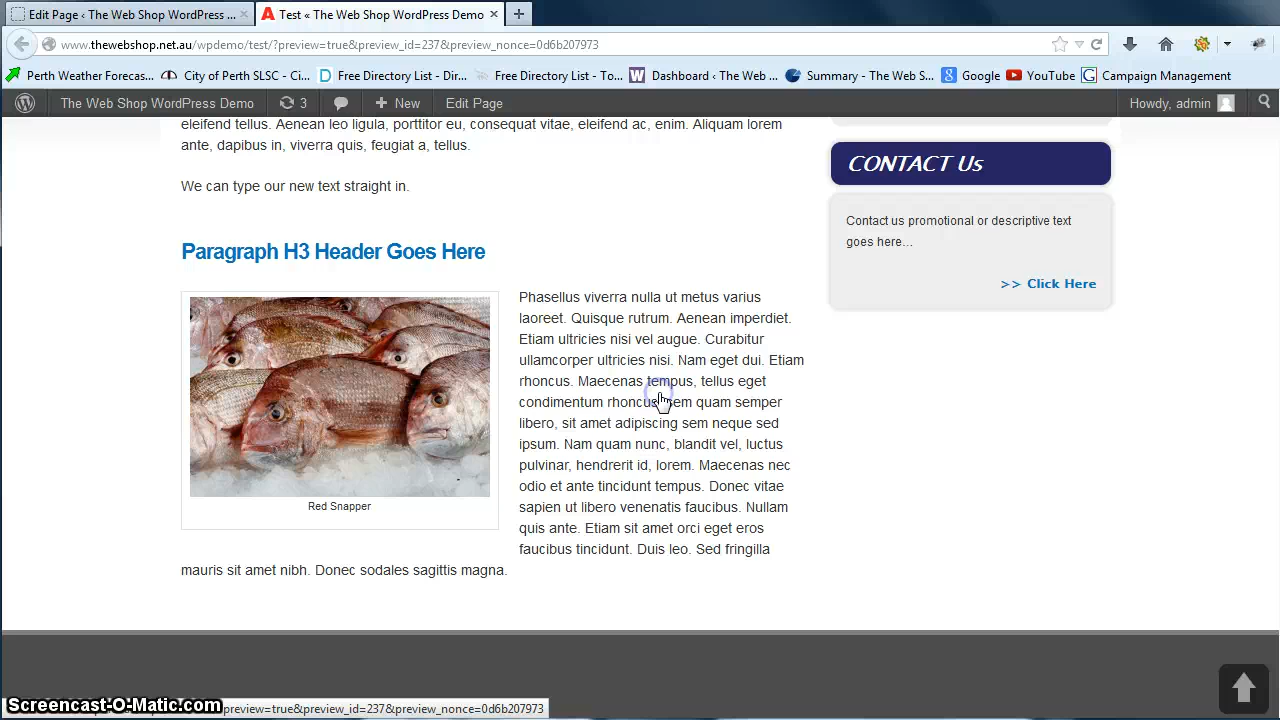 Edit Page ‹ The Web Shop WordPress ...
Test « The Web Shop WordPress Demo
www.thewebshop.net.au/wpdemo/test/?preview=true&preview_id=237&preview_nonce=0d6b207973
Perth Weather Forecas... City of Perth SLSC - Ci... Free Directory List - Dir... Free Directory List - To... Dashboard ‹ The Web ... Summary - The Web S... Google YouTube Campaign Management
The Web Shop WordPress Demo 3 New Edit Page Howdy, admin
eleifend tellus. Aenean leo ligula, porttitor eu, consequat vitae, eleifend ac, enim. Aliquam lorem
ante, dapibus in, viverra quis, feugiat a, tellus.
We can type our new text straight in.
Paragraph H3 Header Goes Here
Red Snapper
Phasellus viverra nulla ut metus varius
laoreet. Quisque rutrum. Aenean imperdiet.
Etiam ultricies nisi vel augue. Curabitur
ullamcorper ultricies nisi. Nam eget dui. Etiam
rhoncus. Maecenas tempus, tellus eget
condimentum rhoncus, sem quam semper
libero, sit amet adipiscing sem neque sed
ipsum. Nam quam nunc, blandit vel, luctus
pulvinar, hendrerit id, lorem. Maecenas nec
odio et ante tincidunt tempus. Donec vitae
sapien ut libero venenatis faucibus. Nullam
quis ante. Etiam sit amet orci eget eros
faucibus tincidunt. Duis leo. Sed fringilla
mauris sit amet nibh. Donec sodales sagittis magna.
CONTACT Us
Contact us promotional or descriptive text
goes here...
>> Click Here
Screencast-O-Matic.com
preview=true&preview_id=237&preview_nonce=0d6b207973